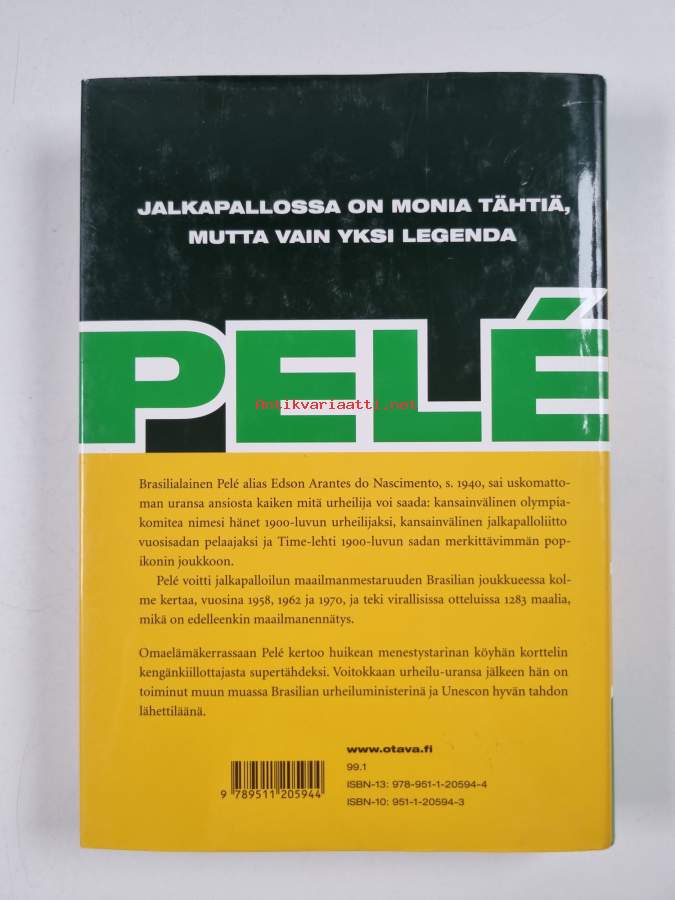 JALKAPALLOSSA ON MONIA TÄHTIÄ,
MUTTA VAIN YKSI LEGENDA
PELÉ
Antikvariaatti.net
Brasilialainen Pelé alias Edson Arantes do Nascimento, s. 1940, sai uskomatto-
man uransa ansiosta kaiken mitä urheilija voi saada: kansainvälinen olympia-
komitea nimesi hänet 1900-luvun urheilijaksi, kansainvälinen jalkapalloliitto
vuosisadan pelaajaksi ja Time-lehti 1900-luvun sadan merkittävimmän pop-
ikonin joukkoon.
Pelé voitti jalkapalloilun maailmanmestaruuden Brasilian joukkueessa kol-
me kertaa, vuosina 1958, 1962 ja 1970, ja teki virallisissa otteluissa 1283 maalia,
mikä on edelleenkin maailmanennätys.
Omaelämäkerrassaan Pelé kertoo huikean menestystarinan köyhän korttelin
kengänkiillottajasta supertähdeksi. Voitokkaan urheilu-uransa jälkeen hän on
toiminut muun muassa Brasilian urheiluministerinä ja Unescon hyvän tahdon
lähettiläänä.
www.otava.fi
99.1
ISBN-13: 978-951-1-20594-4
ISBN-10: 951-1-20594-3
9 789511 205944